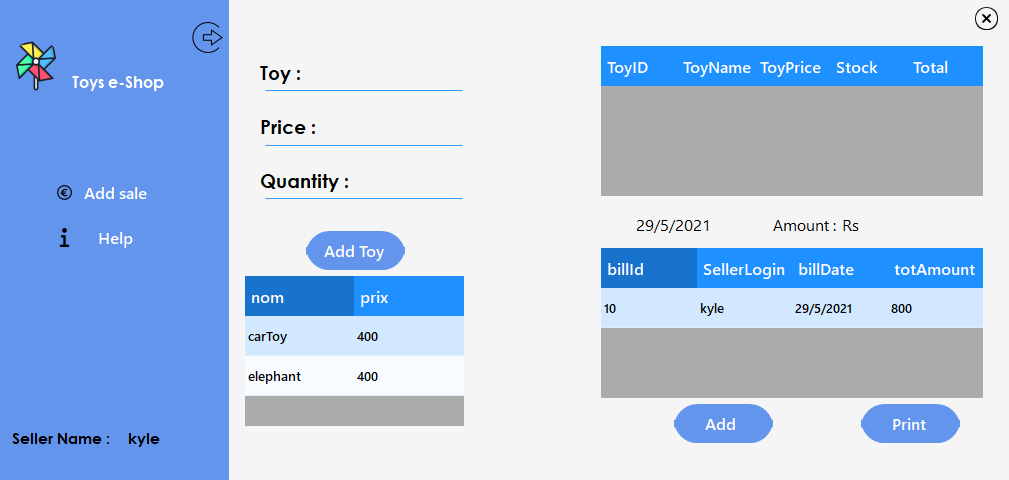 Toys e-Shop
Add sale
Help
Seller Name : kyle
Toy :
Price :
Quantity :
Add Toy
nom prix
carToy 400
elephant 400
ToyID ToyName ToyPrice Stock Total
29/5/2021 Amount : Rs
billId SellerLogin billDate totAmount
10 kyle 29/5/2021 800
Add Print